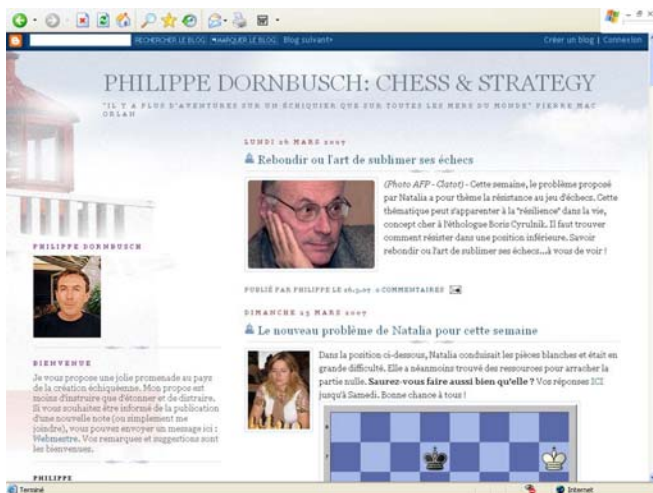 RECHERCHER LE BLOG
MARQUER LE BLOG
Blog suivant»
Créer un blog | Connexion
PHILIPPE DORNBUSCH: CHESS & STRATEGY
"IL Y A PLUS D'AVENTURES SUR UN ÉCHIQUIER QUE SUR TOUTES LES MERS DU MONDE" PIERRE MAC
ORLAN
LUNDI 26 MARS 2007
Rebondir ou l'art de sublimer ses échecs
(Photo AFP - Clatot) - Cette semaine, le problème proposé
par Natalia a pour thème la résistance au jeu d'échecs. Cette
thématique peut s'apparenter à la "résilience" dans la vie,
concept cher à l'éthologue Boris Cyrulnik. Il faut trouver
comment résister dans une position inférieure. Savoir
rebondir ou l'art de sublimer ses échecs...à vous de voir !
PUBLIÉ PAR PHILIPPE LE 26.3.07 0 COMMENTAIRES
DIMANCHE 25 MARS 2007
Le nouveau problème de Natalia pour cette semaine
Dans la position ci-dessous, Natalia conduisait les pièces blanches et était en
grande difficulté. Elle a néanmoins trouvé des ressources pour arracher la
partie nulle. Saurez-vous faire aussi bien qu'elle ? Vos réponses ICI
jusqu'à Samedi. Bonne chance à tous !
8
7
PHILIPPE DORNBUSCH
BIENVENUE
Je vous propose une jolie promenade au pays
de la création échiquéenne. Mon propos est
moins d'instruire que d'étonner et de distraire.
Si vous souhaitez être informé de la publication
d'une nouvelle note (ou simplement me
joindre), vous pouvez envoyer un message ici :
Webmestre. Vos remarques et suggestions sont
les bienvenues.
PHILIPPE
Terminé
Internet